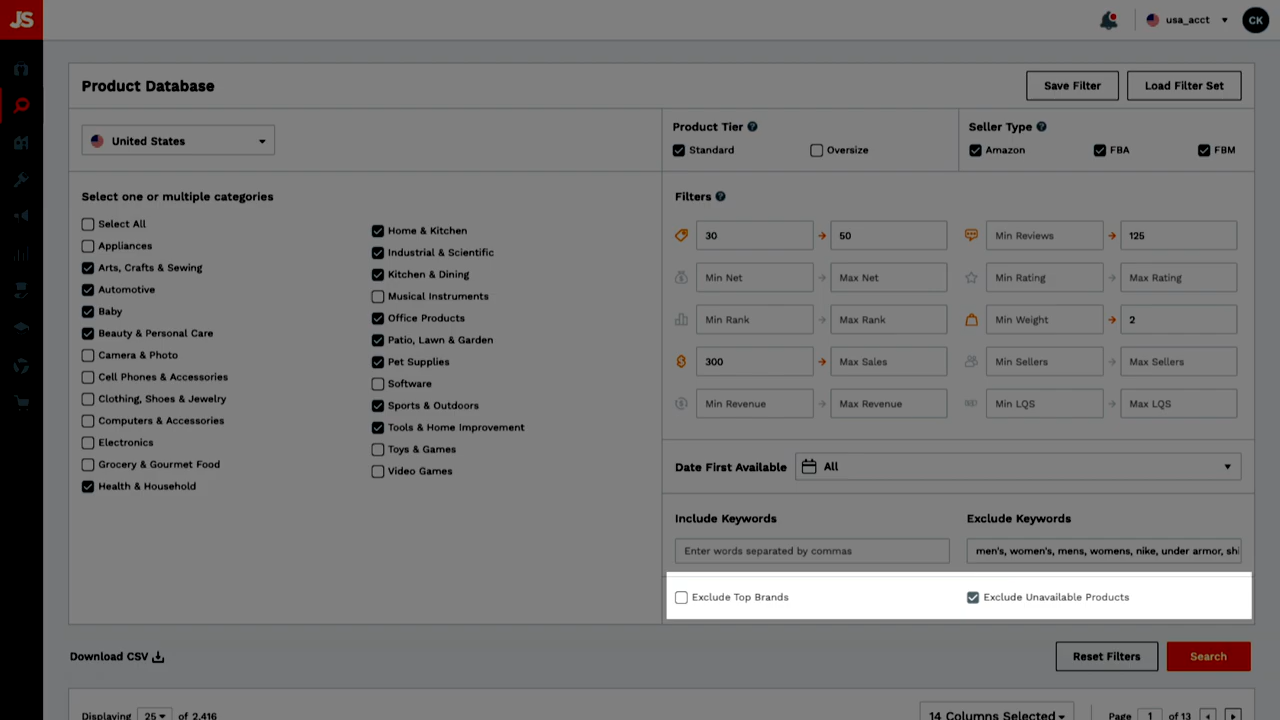 JS
usa_acct
CK
Product Database
Save Filter
Load Filter Set
United States
Product Tier
Standard
Oversize
Seller Type
Amazon
FBA
FBM
Select one or multiple categories
Select All
Appliances
Arts, Crafts & Sewing
Automotive
Baby
Beauty & Personal Care
Camera & Photo
Cell Phones & Accessories
Clothing, Shoes & Jewelry
Computers & Accessories
Electronics
Grocery & Gourmet Food
Health & Household
Home & Kitchen
Industrial & Scientific
Kitchen & Dining
Musical Instruments
Office Products
Patio, Lawn & Garden
Pet Supplies
Software
Sports & Outdoors
Tools & Home Improvement
Toys & Games
Video Games
Filters
30
50
Min Reviews
125
Min Net
Max Net
Min Rating
Max Rating
Min Rank
Max Rank
Min Weight
2
300
Max Sales
Min Sellers
Max Sellers
Min Revenue
Max Revenue
Min LQS
Max LQS
Date First Available
All
Include Keywords
Exclude Keywords
Enter words separated by commas
men's, women's, mens, womens, nike, under armor, shi
Exclude Top Brands
Exclude Unavailable Products
Download CSV
Reset Filters
Search
Displaying 25 of 2,416
14 Columns Selected
Page 1 of 13